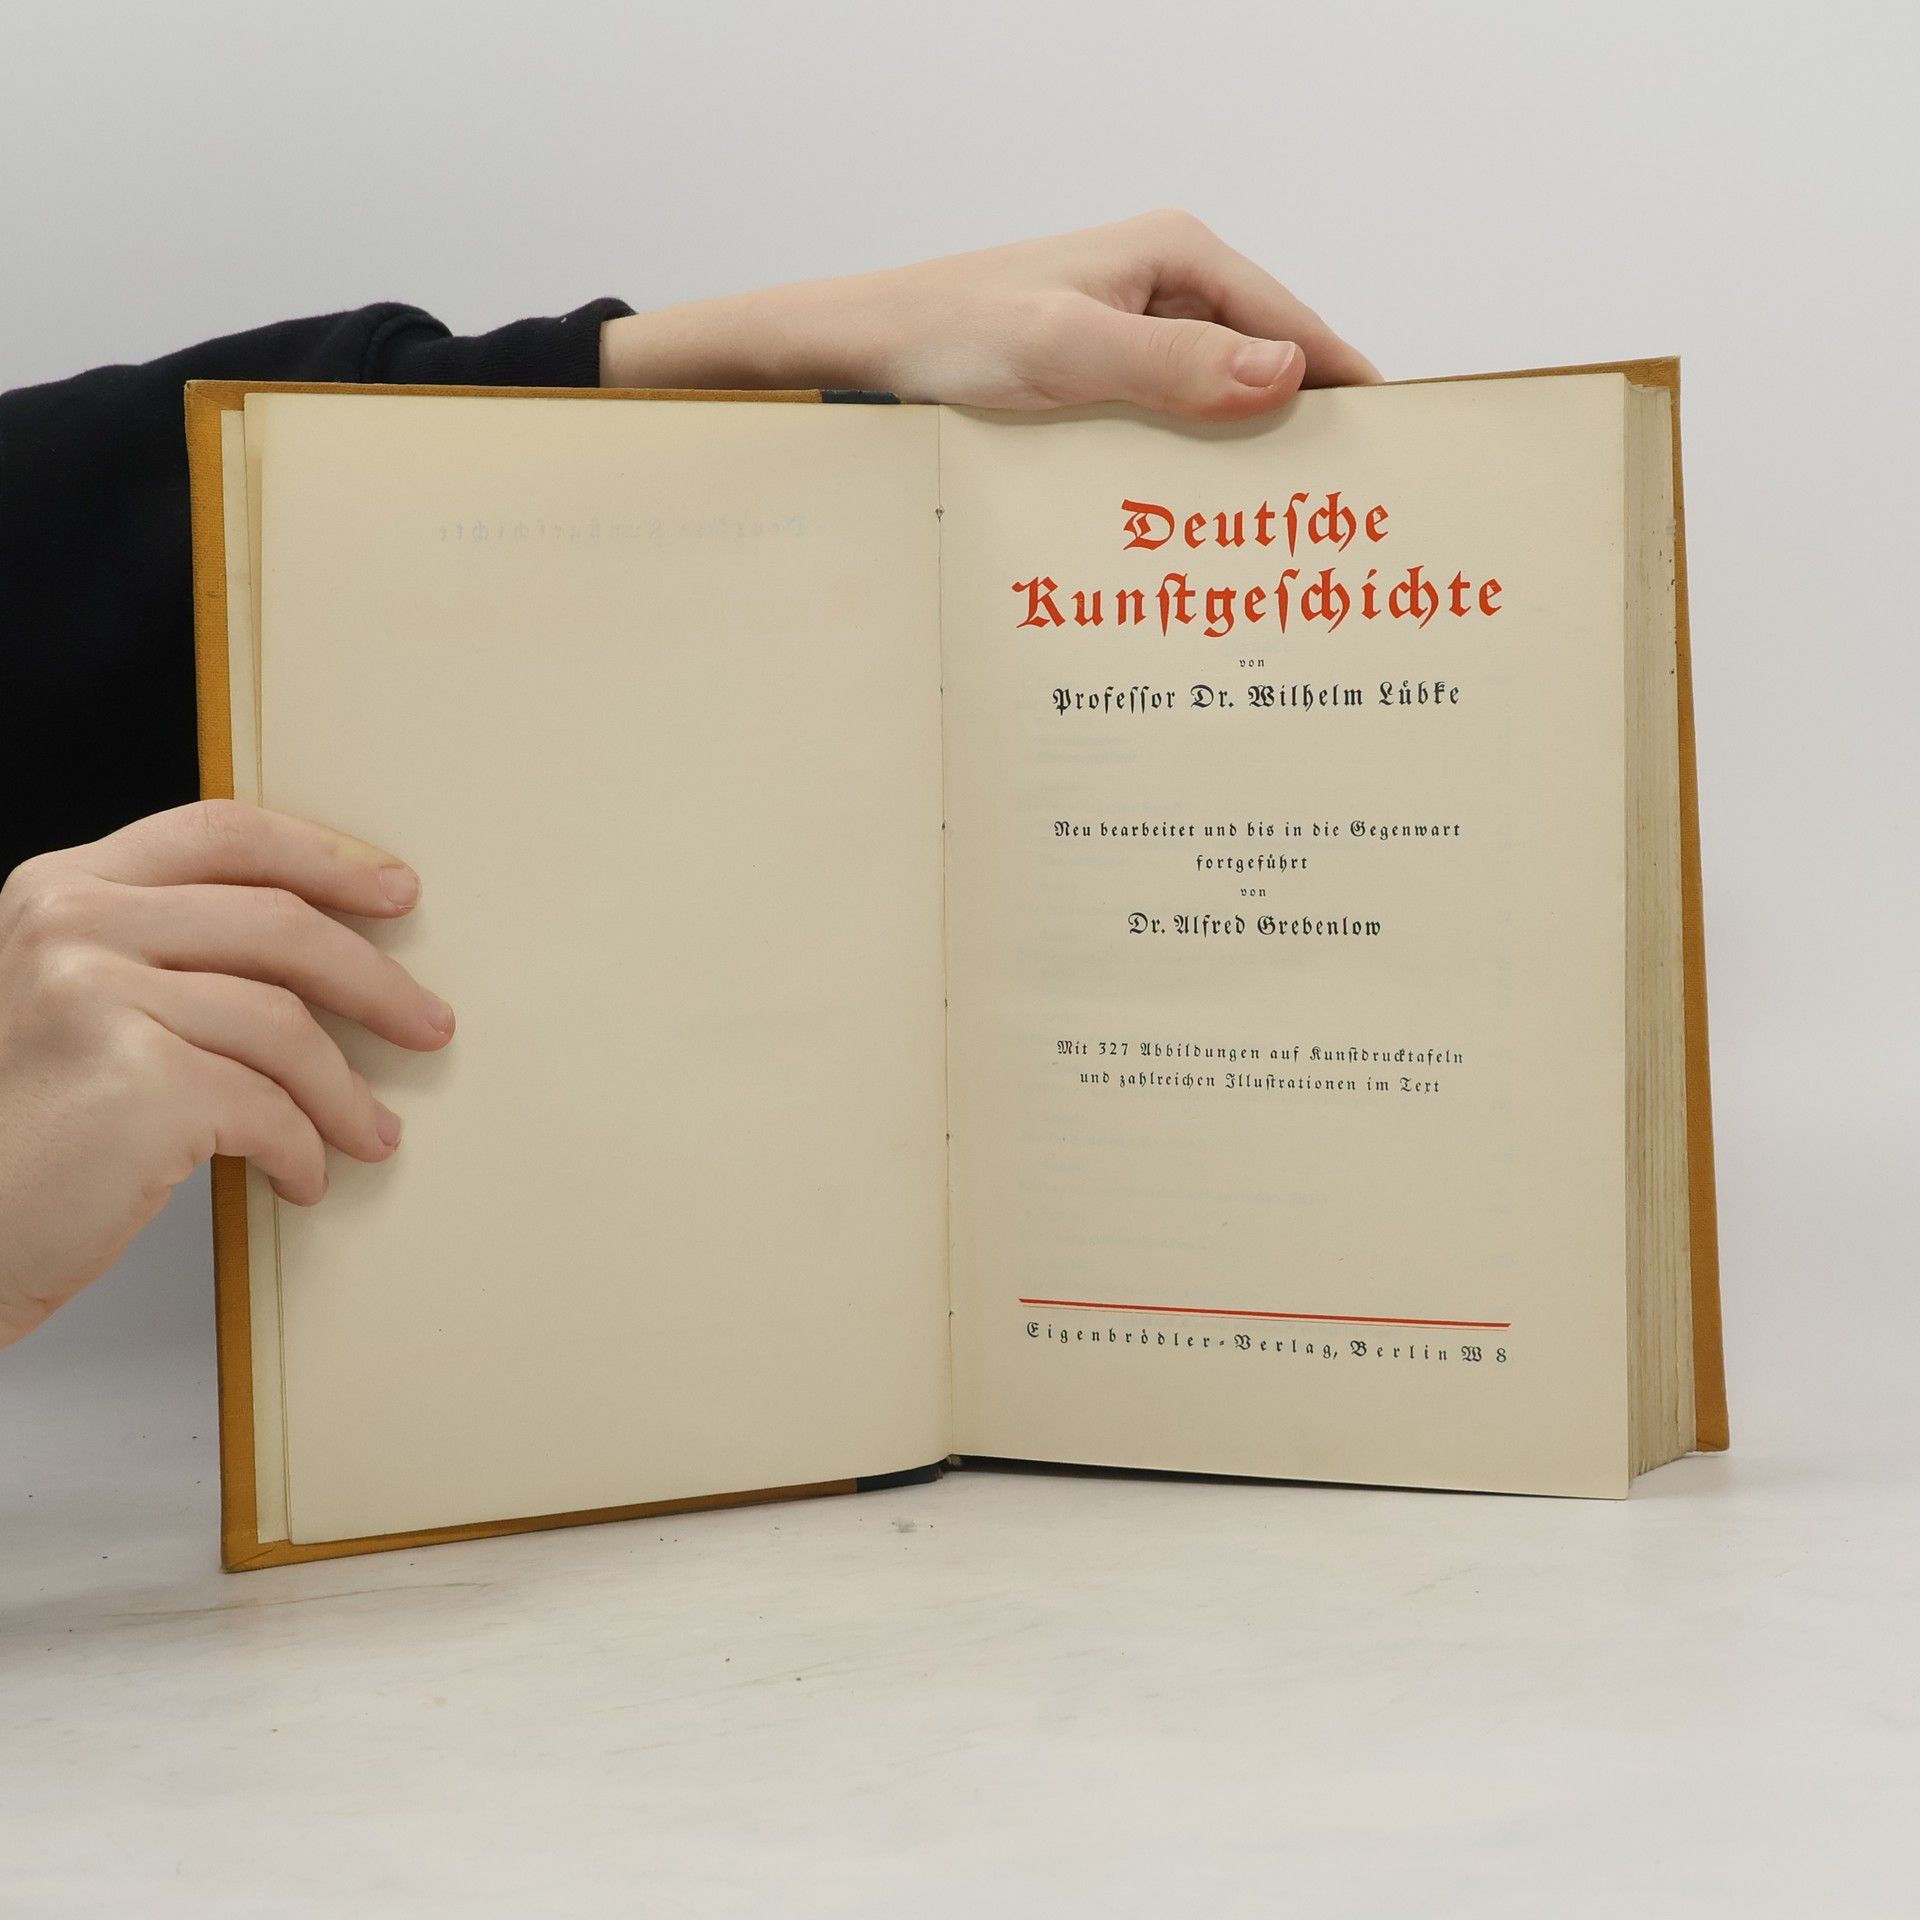 Deutſche
Kunſtgeſchichte
von
Profeſſor Dr. Wilhelm Lübke
Neu bearbeitet und bis in die Gegenwart
fortgeführt
von
Dr. Alfred Grebenlow
Mit 327 Abbildungen auf Kunſtdrucktafeln
und zahlreichen Illuſtrationen im Text
Eigenbrödler-Verlag, Berlin W 8